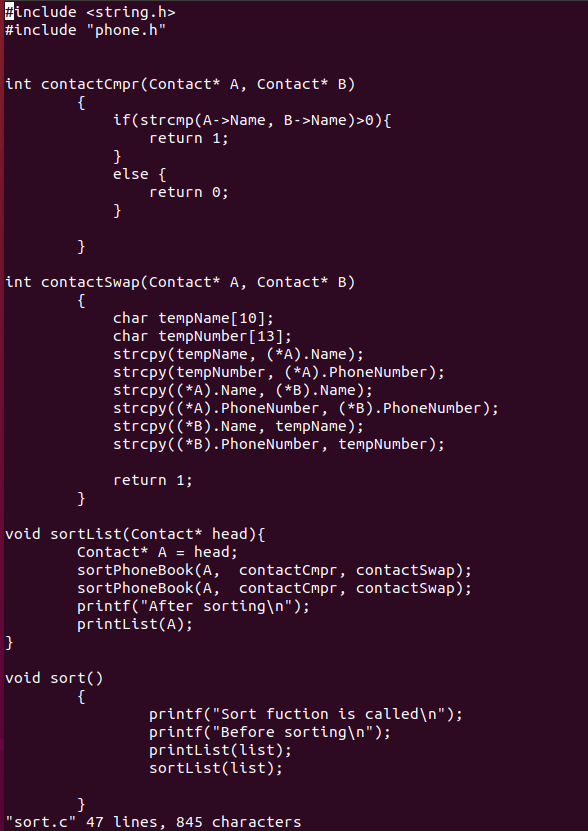 #include <string.h>
#include "phone.h"
int contactCmpr(Contact* A, Contact* B)
{
if(strcmp(A->Name, B->Name)>0){
return 1;
}
else {
return 0;
}
}
int contactSwap(Contact* A, Contact* B)
{
char tempName[10];
char tempNumber[13];
strcpy(tempName, (*A).Name);
strcpy(tempNumber, (*A).PhoneNumber);
strcpy((*A).Name, (*B).Name);
strcpy((*A).PhoneNumber, (*B).PhoneNumber);
strcpy((*B).Name, tempName);
strcpy((*B).PhoneNumber, tempNumber);
return 1;
}
void sortList(Contact* head){
Contact* A = head;
sortPhoneBook(A,  contactCmpr, contactSwap);
sortPhoneBook(A,  contactCmpr, contactSwap);
printf("After sorting\n");
printList(A);
}
void sort()
{
printf("Sort fuction is called\n");
printf("Before sorting\n");
printList(list);
sortList(list);
}
"sort.c" 47 lines, 845 characters